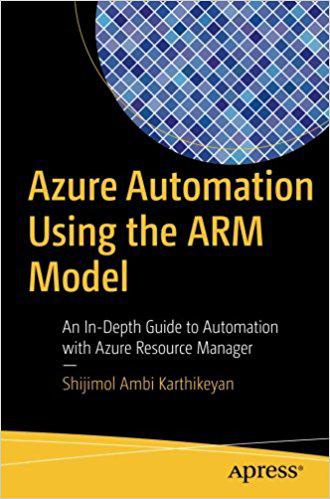 Azure Automation
Using the ARM
Model
An In-Depth Guide to Automation
with Azure Resource Manager
—
Shijimol Ambi Karthikeyan
Apress®